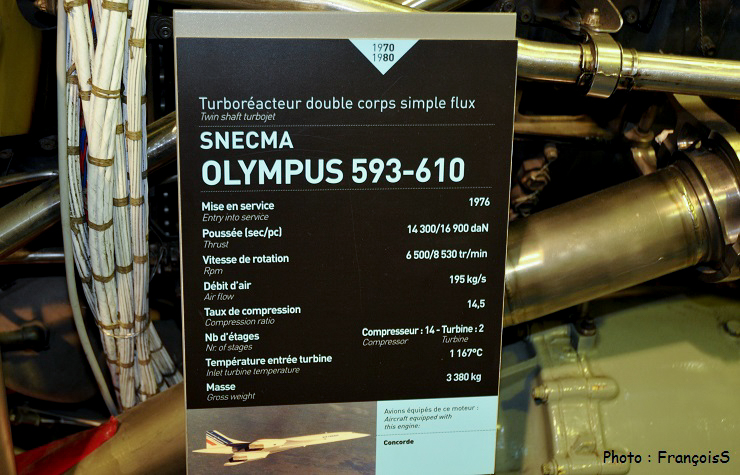 1970
1980
Turboréacteur double corps simple flux
Twin shaft turbojet
SNECMA
OLYMPUS 593-610
Mise en service 1976
Entry into service
Poussée (sec/pc) 14 300/16 900 daN
Thrust
Vitesse de rotation 6 500/8 530 tr/min
Rpm
Débit d'air 195 kg/s
Air flow
Taux de compression 14,5
Compression ratio
Nb d'étages Compresseur : 14 - Turbine : 2
Nr. of stages Compressor Turbine
Température entrée turbine 1 167°C
Inlet turbine temperature
Masse 3 380 kg
Gross weight
Avions équipés de ce moteur :
Aircraft equipped with
this engine:
Concorde
Photo : FrançoisS